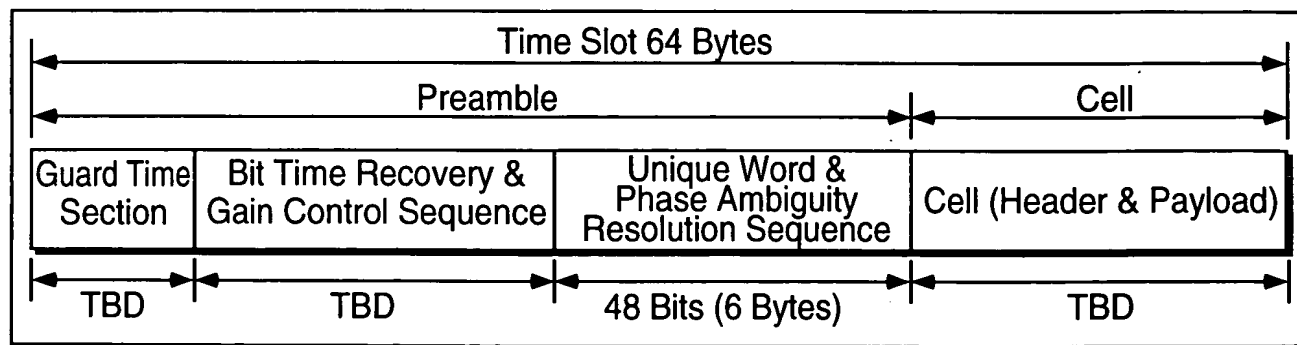 Time Slot 64 Bytes
Preamble
Cell
Guard Time
Section
Bit Time Recovery &
Gain Control Sequence
Unique Word &
Phase Ambiguity
Resolution Sequence
Cell (Header & Payload)
TBD
TBD
48 Bits (6 Bytes)
TBD